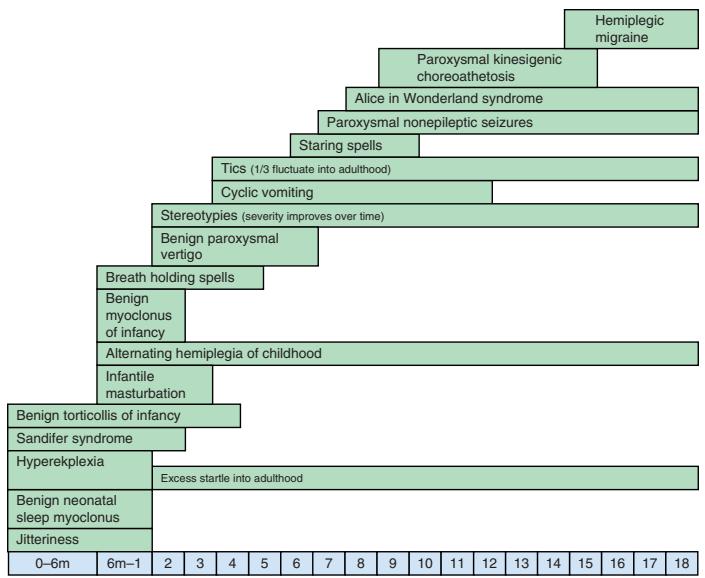 Hemiplegic
migraine
Paroxysmal kinesigenic
choreoathetosis
Alice in Wonderland syndrome
Paroxysmal nonepileptic seizures
Staring spells
Tics (1/3 fluctuate into adulthood)
Cyclic vomiting
Stereotypies (severity improves over time)
Benign paroxysmal
vertigo
Breath holding spells
Benign
myoclonus
of infancy
Alternating hemiplegia of childhood
Infantile
masturbation
Benign torticollis of infancy
Sandifer syndrome
Hyperekplexia
Excess startle into adulthood
Benign neonatal
sleep myoclonus
Jitteriness
0–6m 6m–1 2 3 4 5 6 7 8 9 10 11 12 13 14 15 16 17 18